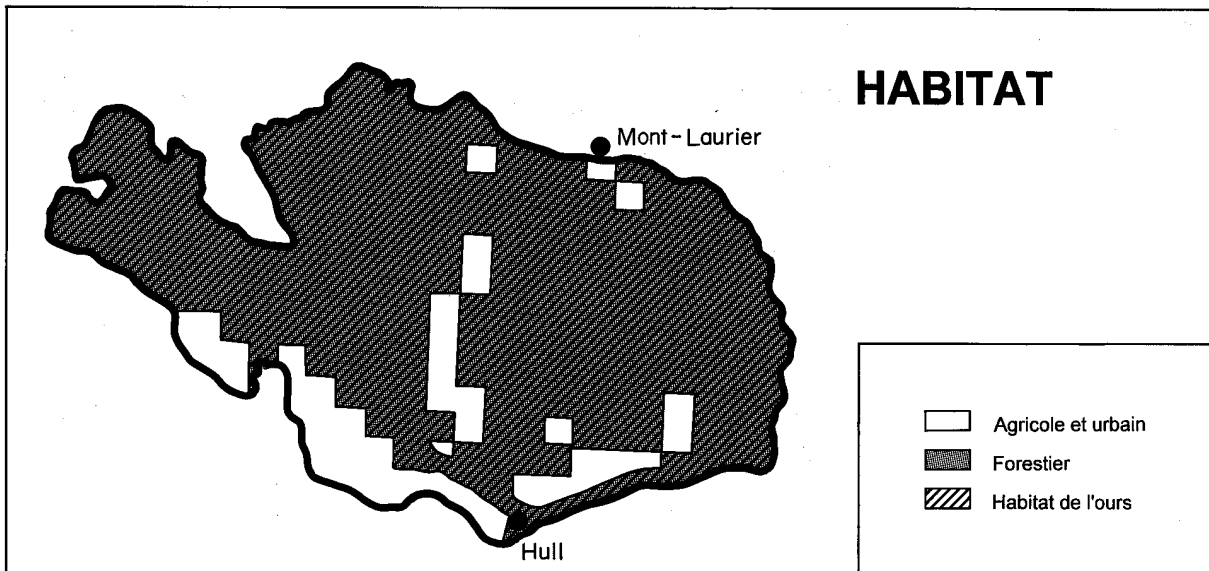 HABITAT
Mont-Laurier
Agricole et urbain
Forestier
Habitat de l'ours
Hull